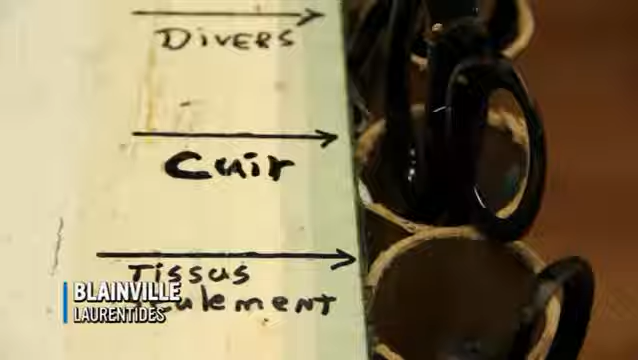 Divers
Cuir
Tissus
BLAINVILLE
LAURENTIDES